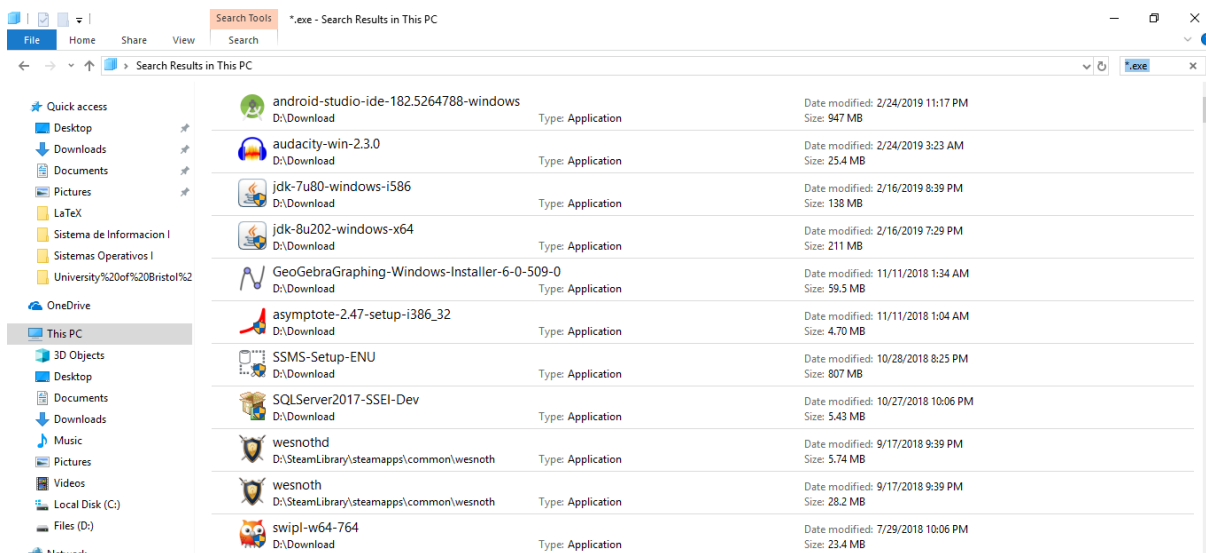 Search Tools
*.exe - Search Results in This PC
File
Home
Share
View
Search
Search Results in This PC
*.exe
Quick access
Desktop
Downloads
Documents
Pictures
LaTeX
Sistema de Informacion I
Sistemas Operativos I
University%20of%20Bristol%2
OneDrive
This PC
3D Objects
Desktop
Documents
Downloads
Music
Pictures
Videos
Local Disk (C:)
Files (D:)
Network
android-studio-ide-182.5264788-windows
D:\Download Type: Application
Date modified: 2/24/2019 11:17 PM
Size: 947 MB
audacity-win-2.3.0
D:\Download Type: Application
Date modified: 2/24/2019 3:23 AM
Size: 25.4 MB
jdk-7u80-windows-i586
D:\Download Type: Application
Date modified: 2/16/2019 8:39 PM
Size: 138 MB
jdk-8u202-windows-x64
D:\Download Type: Application
Date modified: 2/16/2019 7:29 PM
Size: 211 MB
GeoGebraGraphing-Windows-Installer-6-0-509-0
D:\Download Type: Application
Date modified: 11/11/2018 1:34 AM
Size: 59.5 MB
asymptote-2.47-setup-i386_32
D:\Download Type: Application
Date modified: 11/11/2018 1:04 AM
Size: 4.70 MB
SSMS-Setup-ENU
D:\Download Type: Application
Date modified: 10/28/2018 8:25 PM
Size: 807 MB
SQLServer2017-SSEI-Dev
D:\Download Type: Application
Date modified: 10/27/2018 10:06 PM
Size: 5.43 MB
wesnothd
D:\SteamLibrary\steamapps\common\wesnoth Type: Application
Date modified: 9/17/2018 9:39 PM
Size: 5.74 MB
wesnoth
D:\SteamLibrary\steamapps\common\wesnoth Type: Application
Date modified: 9/17/2018 9:39 PM
Size: 28.2 MB
swipl-w64-764
D:\Download Type: Application
Date modified: 7/29/2018 10:06 PM
Size: 23.4 MB